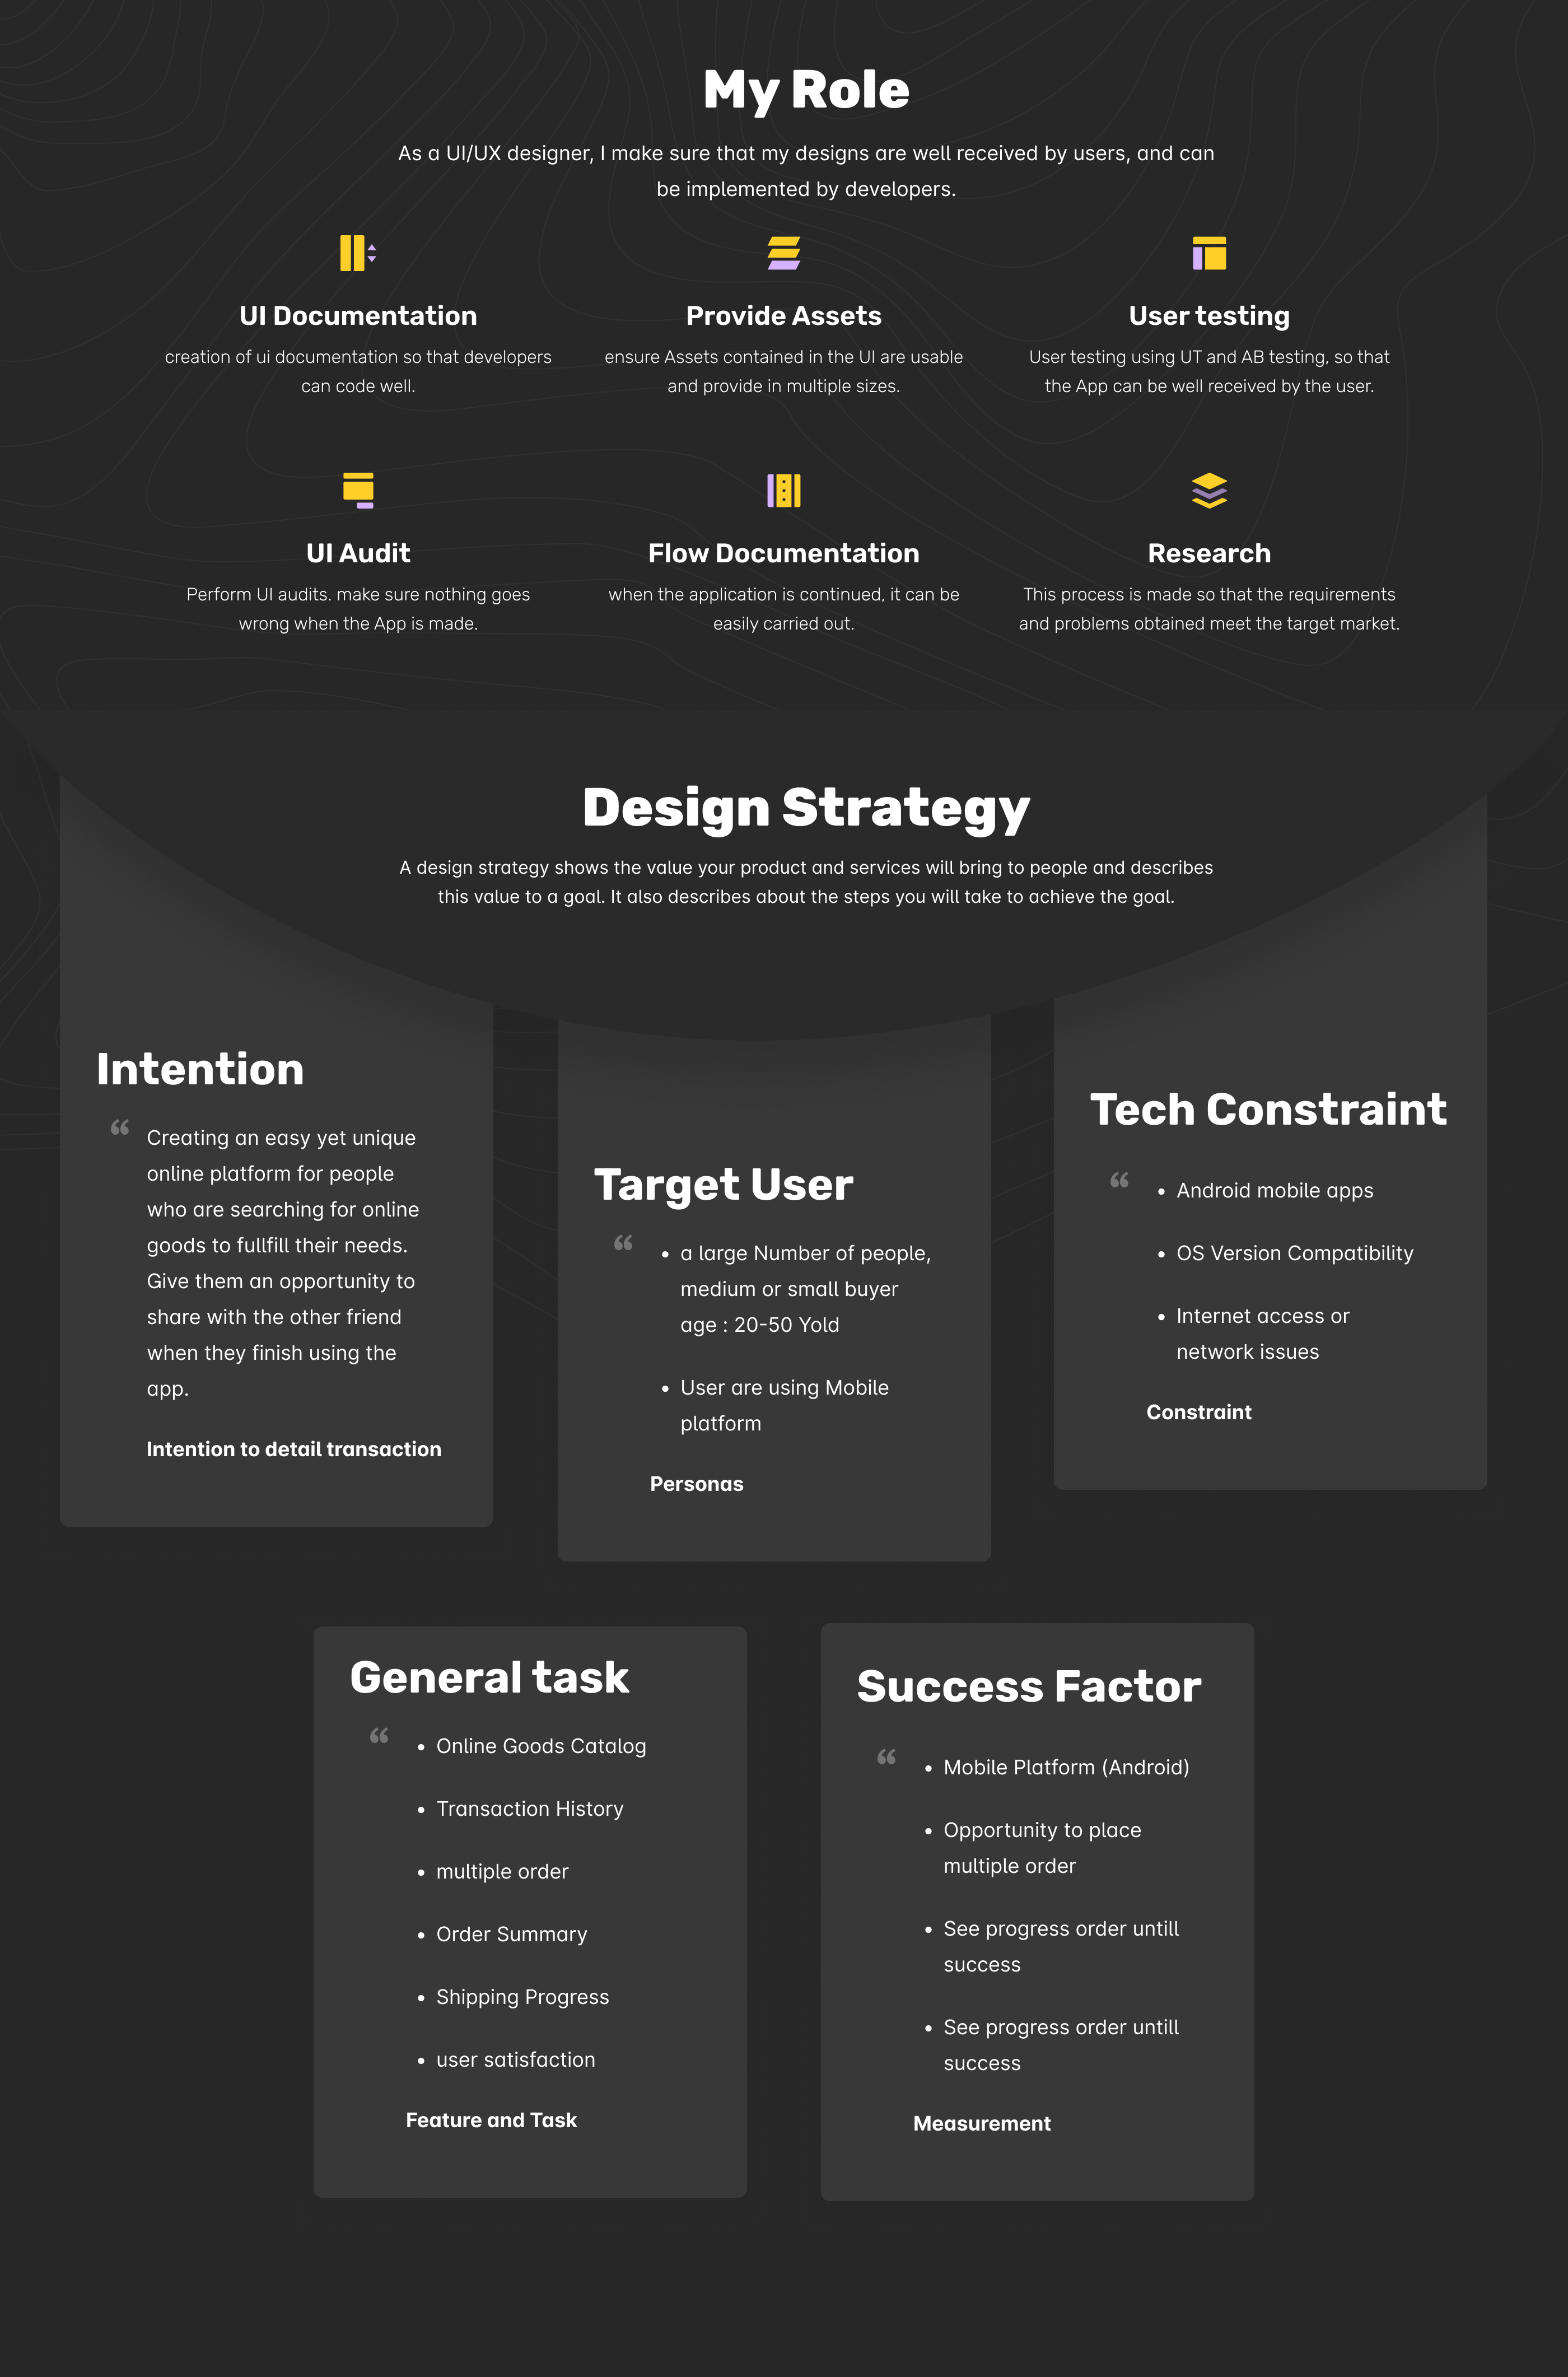 My Role
As a UI/UX designer, I make sure that my designs are well received by users, and can
be implemented by developers.
UI Documentation
creation of ui documentation so that developers
can code well.
Provide Assets
ensure Assets contained in the UI are usable
and provide in multiple sizes.
User testing
User testing using UT and AB testing, so that
the App can be well received by the user.
UI Audit
Perform UI audits. make sure nothing goes
wrong when the App is made.
Flow Documentation
when the application is continued, it can be
easily carried out.
Research
This process is made so that the requirements
and problems obtained meet the target market.
Design Strategy
A design strategy shows the value your product and services will bring to people and describes
this value to a goal. It also describes about the steps you will take to achieve the goal.
Intention
“
Creating an easy yet unique
online platform for people
who are searching for online
goods to fullfill their needs.
Give them an opportunity to
share with the other friend
when they finish using the
app.
Intention to detail transaction
Target User
“
• a large Number of people,
medium or small buyer
age : 20-50 Yold
• User are using Mobile
platform
Personas
Tech Constraint
“
• Android mobile apps
• OS Version Compatibility
• Internet access or
network issues
Constraint
General task
“
• Online Goods Catalog
• Transaction History
• multiple order
• Order Summary
• Shipping Progress
• user satisfaction
Feature and Task
Success Factor
“
• Mobile Platform (Android)
• Opportunity to place
multiple order
• See progress order untill
success
• See progress order untill
success
Measurement